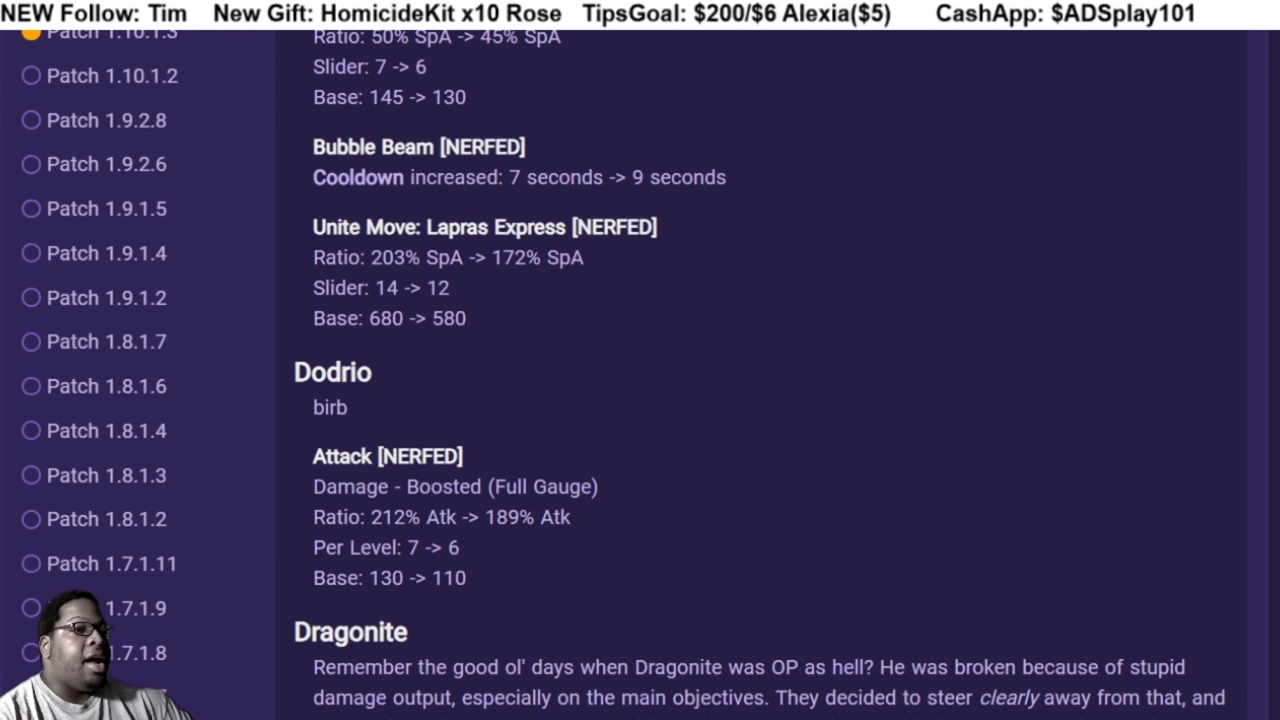 NEW Follow: Tim New Gift: HomicideKit x10 Rose TipsGoal: $200/$6 Alexia($5) CashApp: $ADSplay101
Patch 1.10.1.3
Patch 1.10.1.2
Patch 1.9.2.8
Patch 1.9.2.6
Patch 1.9.1.5
Patch 1.9.1.4
Patch 1.9.1.2
Patch 1.8.1.7
Patch 1.8.1.6
Patch 1.8.1.4
Patch 1.8.1.3
Patch 1.8.1.2
Patch 1.7.1.11
1.7.1.9
1.7.1.8
Ratio: 50% SpA -> 45% SpA
Slider: 7 -> 6
Base: 145 -> 130
Bubble Beam [NERFED]
Cooldown increased: 7 seconds -> 9 seconds
Unite Move: Lapras Express [NERFED]
Ratio: 203% SpA -> 172% SpA
Slider: 14 -> 12
Base: 680 -> 580
Dodrio
birb
Attack [NERFED]
Damage - Boosted (Full Gauge)
Ratio: 212% Atk -> 189% Atk
Per Level: 7 -> 6
Base: 130 -> 110
Dragonite
Remember the good ol' days when Dragonite was OP as hell? He was broken because of stupid
damage output, especially on the main objectives. They decided to steer clearly away from that, and